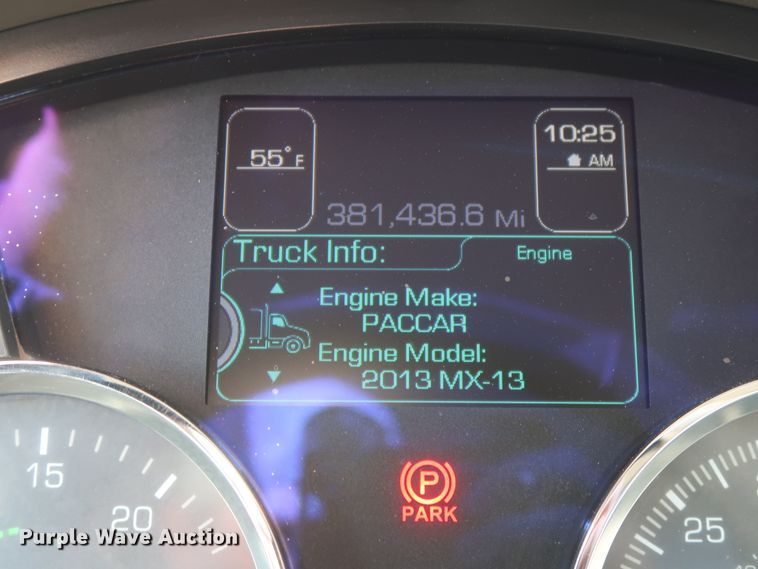 55°F
10:25
AM
381,436.6 Mi
Truck Info:
Engine
Engine Make:
PACCAR
Engine Model:
2013 MX-13
P
PARK
15
20
25
Purple Wave Auction